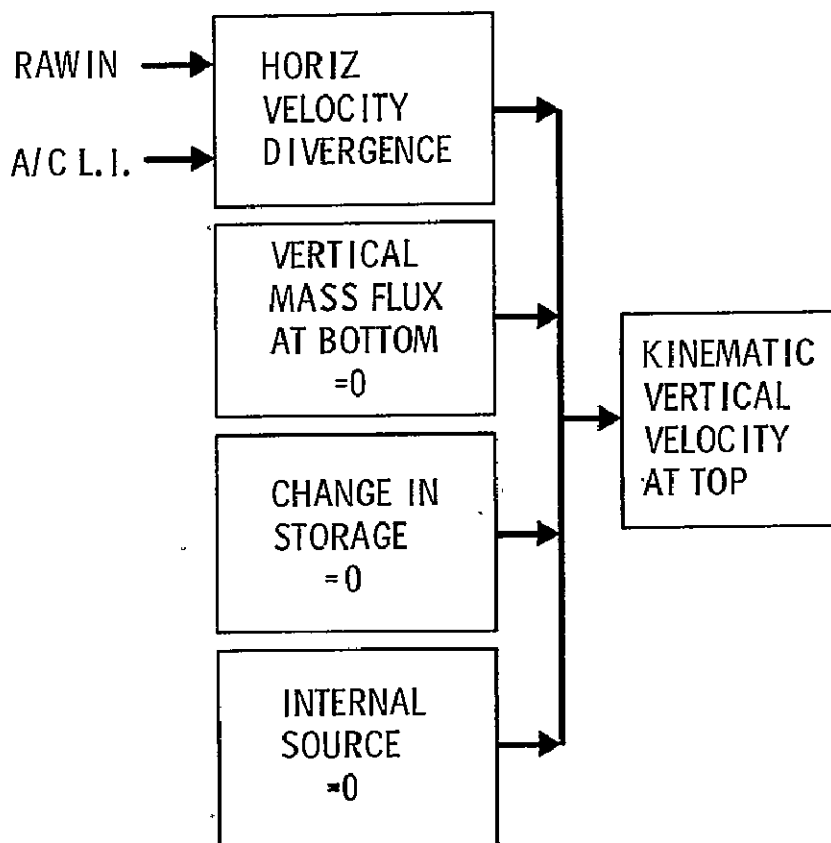 RAWIN
A/C L.I.
HORIZ
VELOCITY
DIVERGENCE
VERTICAL
MASS FLUX
AT BOTTOM
=0
CHANGE IN
STORAGE
=0
INTERNAL
SOURCE
=0
KINEMATIC
VERTICAL
VELOCITY
AT TOP